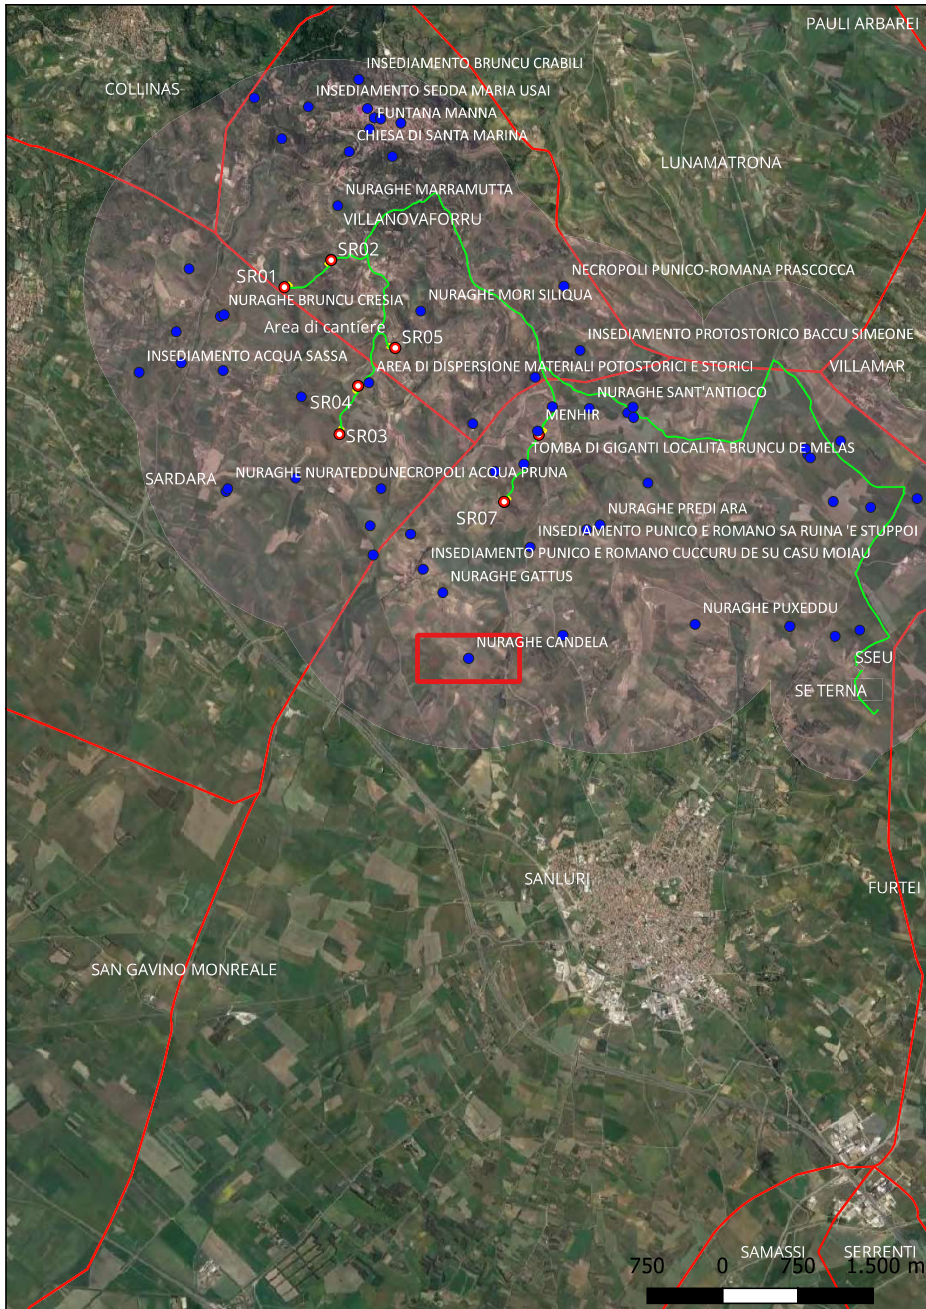 PAULI ARBAREI
INSEDIAMENTO BRUNCU CRABILI
COLLINAS
INSEDIAMENTO SEDDA MARIA USAI
FUNTANA MANNA
CHIESA DI SANTA MARINA
LUNAMATRONA
NURAGHE MARRAMUTTA
VILLANOVAFORRU
SR02
SR01
NECROPOLI PUNICO-ROMANA PRASCOCCA
NURAGHE BRUNCU CRESIA
NURAGHE MORI SILIQUA
Area di cantiere
INSEDIAMENTO PROTOSTORICO BACCU SIMEONE
SR05
INSEDIAMENTO ACQUA SASSA
AREA DI DISPERSIONE MATERIALI POTOSTORICI E STORICI
VILLAMAR
NURAGHE SANT'ANTIOCO
SR04
MENHIR
SR03
TOMBA DI GIGANTI LOCALITÀ BRUNCU DE MELAS
SARDARA
NURAGHE NURATEDDU
NECROPOLI ACQUA PRUNA
SR07
NURAGHE PREDI ARA
INSEDIAMENTO PUNICO E ROMANO SA RUINA 'E STUPPOI
INSEDIAMENTO PUNICO E ROMANO CUCCURU DE SU CASU MOIAU
NURAGHE GATTUS
NURAGHE PUXEDDU
NURAGHE CANDELA
SSEU
SE TERNA
SANLURI
FURTEI
SAN GAVINO MONREALE
SAMASSI
SERRENTI
750 0 750 1.500 m